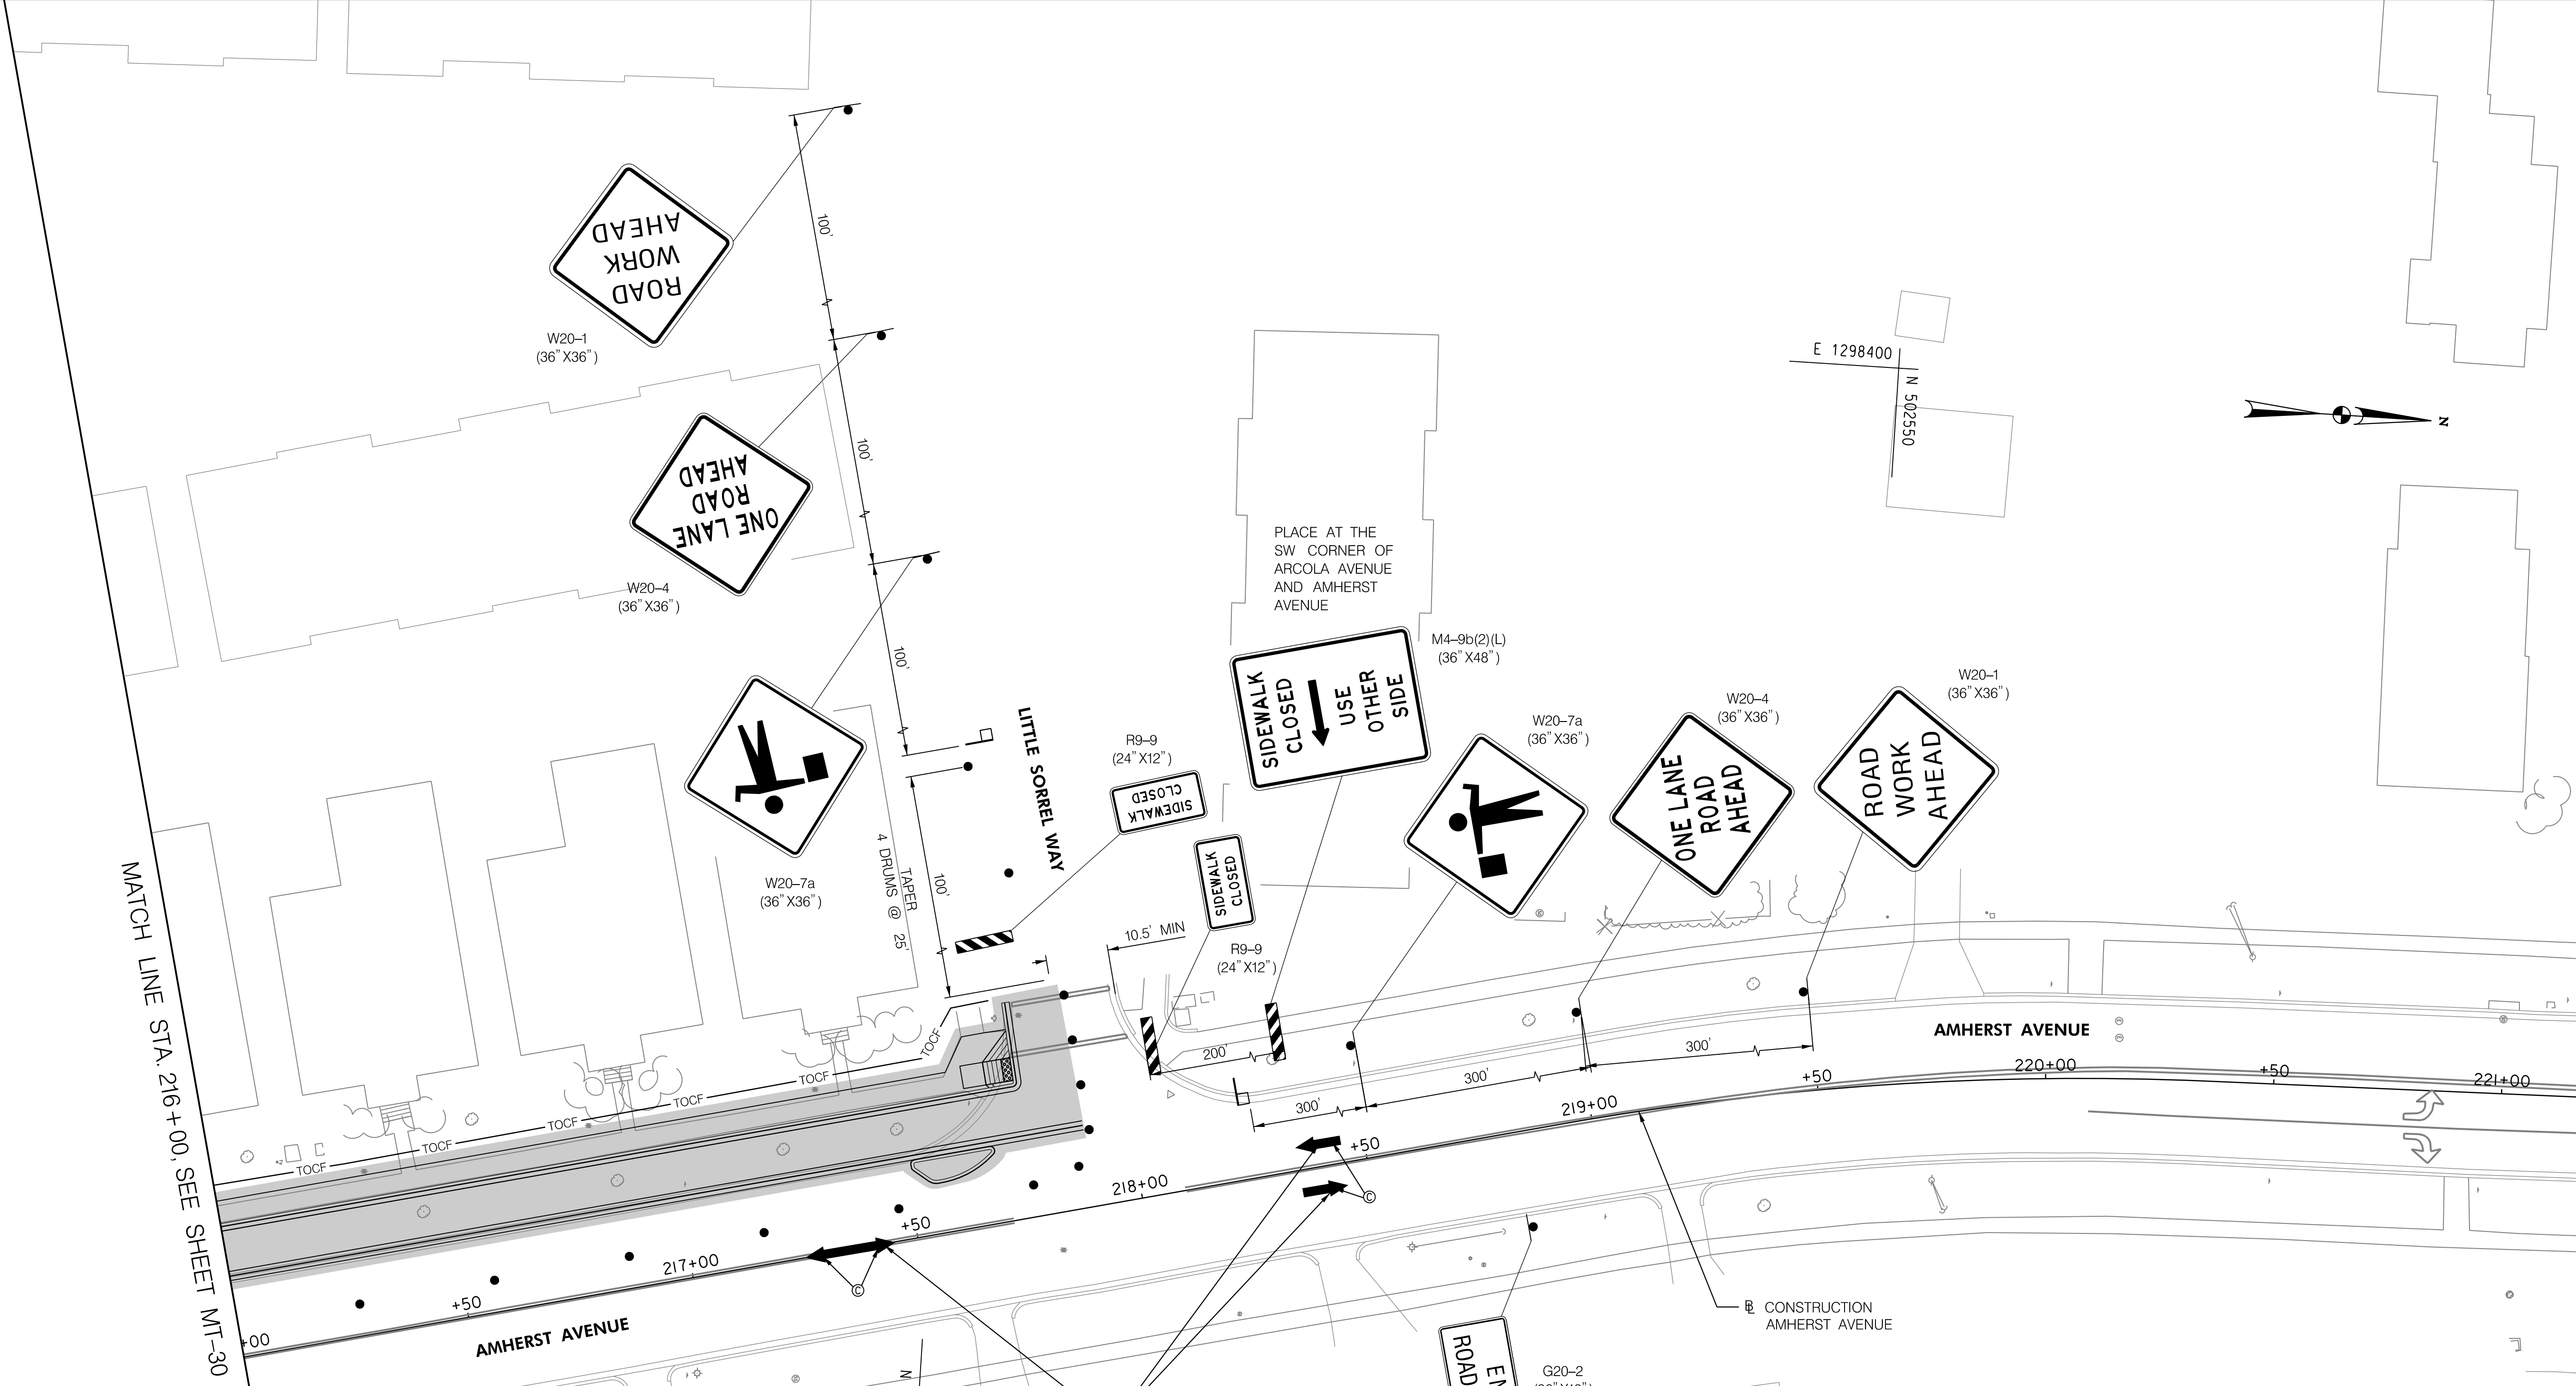 ROAD
WORK
AHEAD
W20-1
(36"X36")
100'
ONE LANE
ROAD
AHEAD
W20-4
(36"X36")
100'
100'
W20-7a
(36"X36")
TAPER
4 DRUMS @ 25'
100'
LITTLE SORREL WAY
R9-9
(24"X12")
SIDEWALK
CLOSED
SIDEWALK
CLOSED
R9-9
(24"X12")
10.5' MIN
PLACE AT THE
SW CORNER OF
ARCOLA AVENUE
AND AMHERST
AVENUE
SIDEWALK
CLOSED
USE
OTHER
SIDE
M4-9b(2)(L)
(36"X48")
W20-7a
(36"X36")
W20-4
(36"X36")
ONE LANE
ROAD
AHEAD
W20-1
(36"X36")
ROAD
WORK
AHEAD
E 1298400
N 502550
N
200'
300'
300'
300'
AMHERST AVENUE
MATCH LINE STA. 216+00, SEE SHEET MT-30
TOCF
TOCF
TOCF
TOCF
TOCF
TOCF
+00
+50
217+00
+50
218+00
+50
219+00
+50
220+00
+50
221+00
C
C
AMHERST AVENUE
BL CONSTRUCTION
AMHERST AVENUE
ROAD
G20-2
N